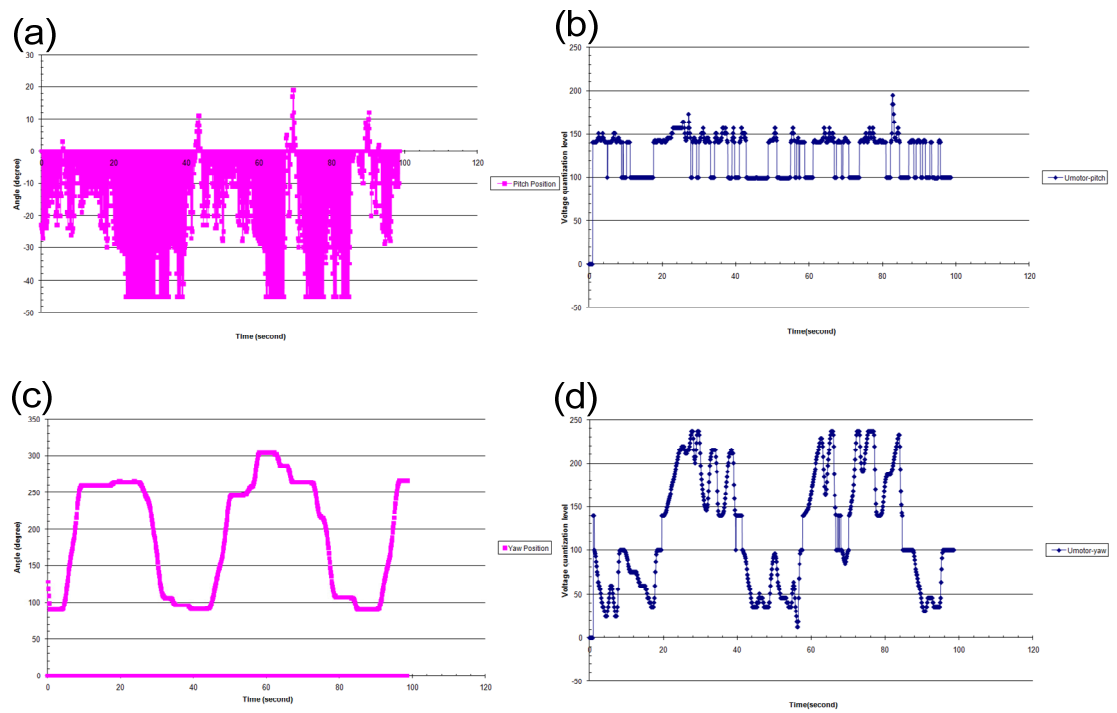 (a)
30
20
10
0
-10
-20
-30
-40
-50
0 20 40 60 80 100 120
Angle (degree)
Time (second)
Pitch Position
(b)
250
200
150
100
50
0
-50
0 20 40 60 80 100 120
Voltage quantization level
Time(second)
Umotor-pitch
(c)
350
300
250
200
150
100
50
0
0 20 40 60 80 100 120
Angle (degree)
Time (second)
Yaw Position
(d)
250
200
150
100
50
0
-50
0 20 40 60 80 100 120
Voltage cuantization level
Time(second)
Umotor-yaw